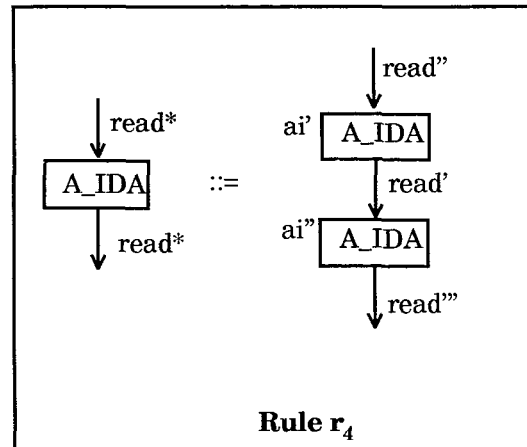 read*
A_IDA
read*
::=
read"
ai'
A_IDA
read'
ai"
A_IDA
read'"
Rule r4